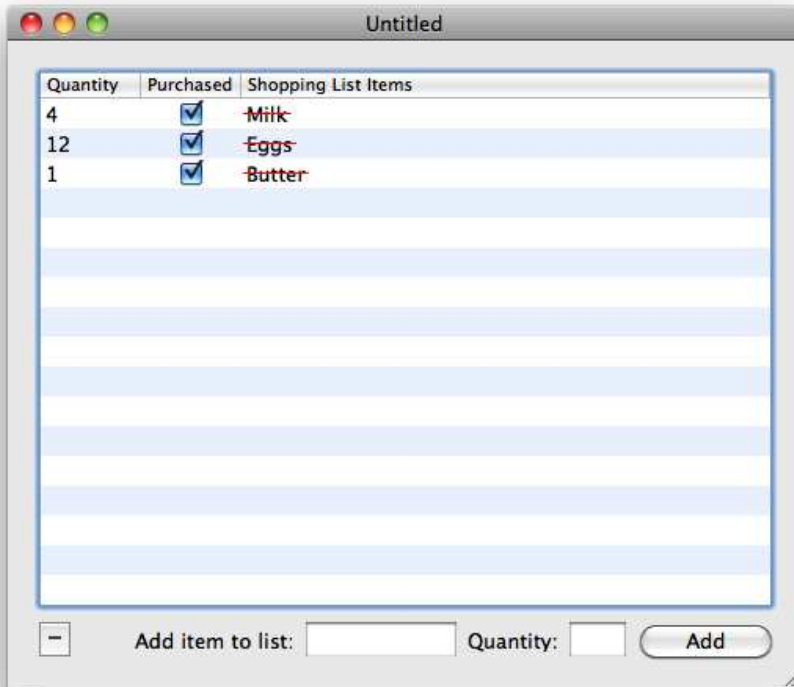 Untitled
Quantity Purchased Shopping List Items
4 Milk
12 Eggs
1 Butter
− Add item to list: Quantity: Add